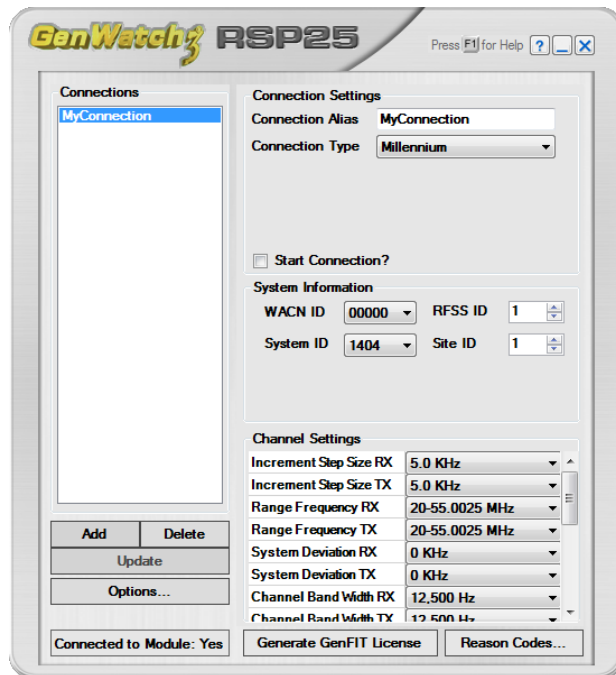 GenWatch3 RSP25
Press F1 for Help ? _ X
Connections
MyConnection
Connection Settings
Connection Alias MyConnection
Connection Type Millennium
Start Connection?
System Information
WACN ID 00000 RFSS ID 1
System ID 1404 Site ID 1
Channel Settings
Increment Step Size RX 5.0 KHz
Increment Step Size TX 5.0 KHz
Range Frequency RX 20-55.0025 MHz
Range Frequency TX 20-55.0025 MHz
System Deviation RX 0 KHz
System Deviation TX 0 KHz
Channel Band Width RX 12,500 Hz
Channel Band Width TX 12,500 Hz
Add Delete
Update
Options...
Connected to Module: Yes
Generate GenFIT License
Reason Codes...